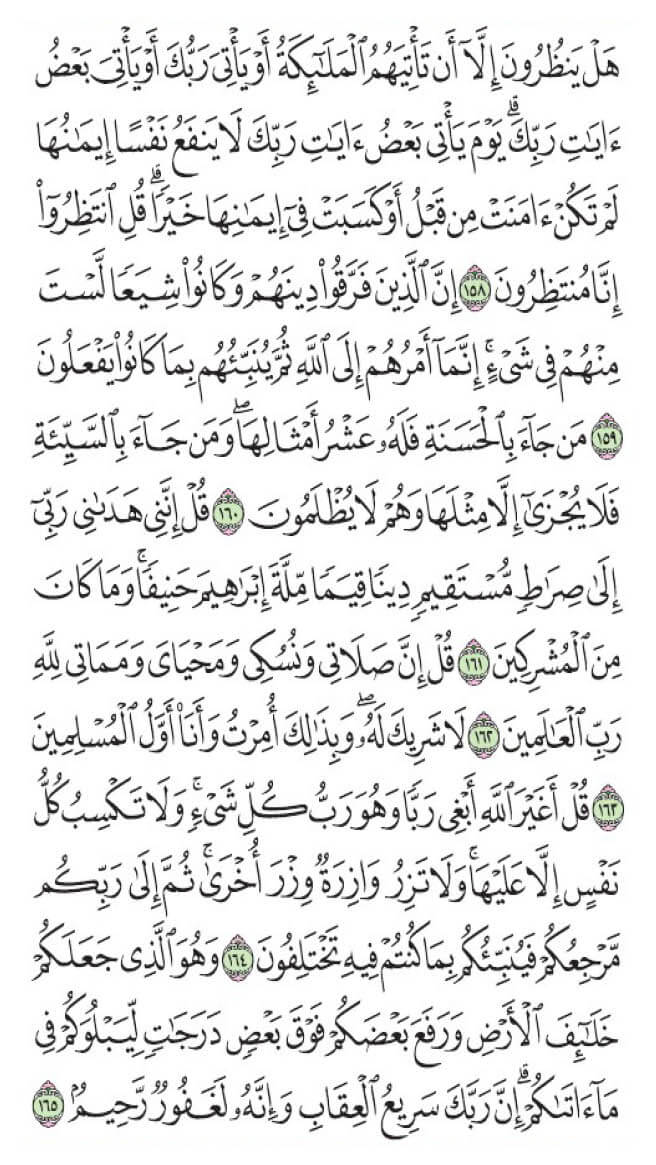 هَلۡ يَنظُرُونَ إِلَّآ أَن تَأۡتِيَهُمُ ٱلۡمَلَٰٓئِكَةُ أَوۡ يَأۡتِيَ رَبُّكَ أَوۡ يَأۡتِيَ بَعۡضُ
ءَايَٰتِ رَبِّكَۗ يَوۡمَ يَأۡتِي بَعۡضُ ءَايَٰتِ رَبِّكَ لَا يَنفَعُ نَفۡسًا إِيمَٰنُهَا
لَمۡ تَكُنۡ ءَامَنَتۡ مِن قَبۡلُ أَوۡ كَسَبَتۡ فِيٓ إِيمَٰنِهَا خَيۡرٗاۗ قُلِ ٱنتَظِرُوٓاْ
إِنَّا مُنتَظِرُونَ ١٥٨ إِنَّ ٱلَّذِينَ فَرَّقُواْ دِينَهُمۡ وَكَانُواْ شِيَعٗا لَّسۡتَ
مِنۡهُمۡ فِي شَيۡءٍۚ إِنَّمَآ أَمۡرُهُمۡ إِلَى ٱللَّهِ ثُمَّ يُنَبِّئُهُم بِمَا كَانُواْ يَفۡعَلُونَ
١٥٩ مَن جَآءَ بِٱلۡحَسَنَةِ فَلَهُۥ عَشۡرُ أَمۡثَالِهَاۖ وَمَن جَآءَ بِٱلسَّيِّئَةِ
فَلَا يُجۡزَىٰٓ إِلَّا مِثۡلَهَا وَهُمۡ لَا يُظۡلَمُونَ ١٦٠ قُلۡ إِنَّنِي هَدَىٰنِي رَبِّيٓ
إِلَىٰ صِرَٰطٖ مُّسۡتَقِيمٖ دِينٗا قِيَمٗا مِّلَّةَ إِبۡرَٰهِيمَ حَنِيفٗاۚ وَمَا كَانَ
مِنَ ٱلۡمُشۡرِكِينَ ١٦١ قُلۡ إِنَّ صَلَاتِي وَنُسُكِي وَمَحۡيَايَ وَمَمَاتِي لِلَّهِ
رَبِّ ٱلۡعَٰلَمِينَ ١٦٢ لَا شَرِيكَ لَهُۥۖ وَبِذَٰلِكَ أُمِرۡتُ وَأَنَا۠ أَوَّلُ ٱلۡمُسۡلِمِينَ
١٦٣ قُلۡ أَغَيۡرَ ٱللَّهِ أَبۡغِي رَبّٗا وَهُوَ رَبُّ كُلِّ شَيۡءٖۚ وَلَا تَكۡسِبُ كُلُّ
نَفۡسٍ إِلَّا عَلَيۡهَاۚ وَلَا تَزِرُ وَازِرَةٞ وِزۡرَ أُخۡرَىٰۚ ثُمَّ إِلَىٰ رَبِّكُم
مَّرۡجِعُكُمۡ فَيُنَبِّئُكُم بِمَا كُنتُمۡ فِيهِ تَخۡتَلِفُونَ ١٦٤ وَهُوَ ٱلَّذِي جَعَلَكُمۡ
خَلَٰٓئِفَ ٱلۡأَرۡضِ وَرَفَعَ بَعۡضَكُمۡ فَوۡقَ بَعۡضٖ دَرَجَٰتٖ لِّيَبۡلُوَكُمۡ فِي
مَآ ءَاتَىٰكُمۡۗ إِنَّ رَبَّكَ سَرِيعُ ٱلۡعِقَابِ وَإِنَّهُۥ لَغَفُورٞ رَّحِيمُۢ ١٦٥